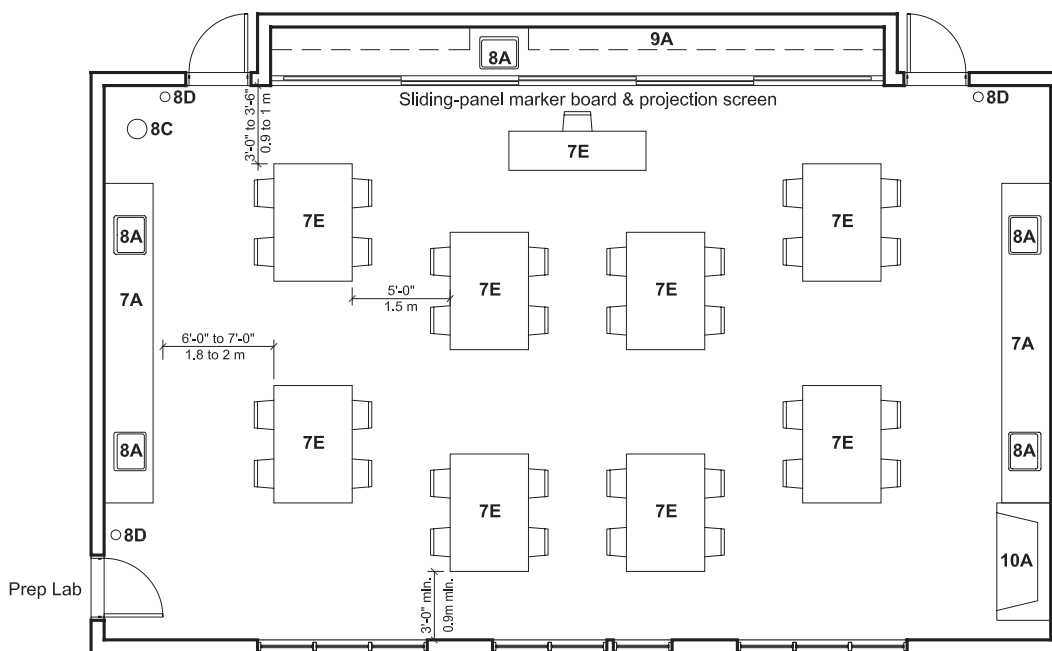 9A
8A
8D
Sliding-panel marker board & projection screen
8D
8C
3'-0" to 3'-6"
0.9 to 1 m
7E
7E
7E
8A
8A
7E
7E
7A
5'-0"
1.5 m
6'-0" to 7'-0"
1.8 to 2 m
7A
7E
7E
8A
8A
7E
7E
8D
10A
Prep Lab
3'-0" min.
0.9m min.